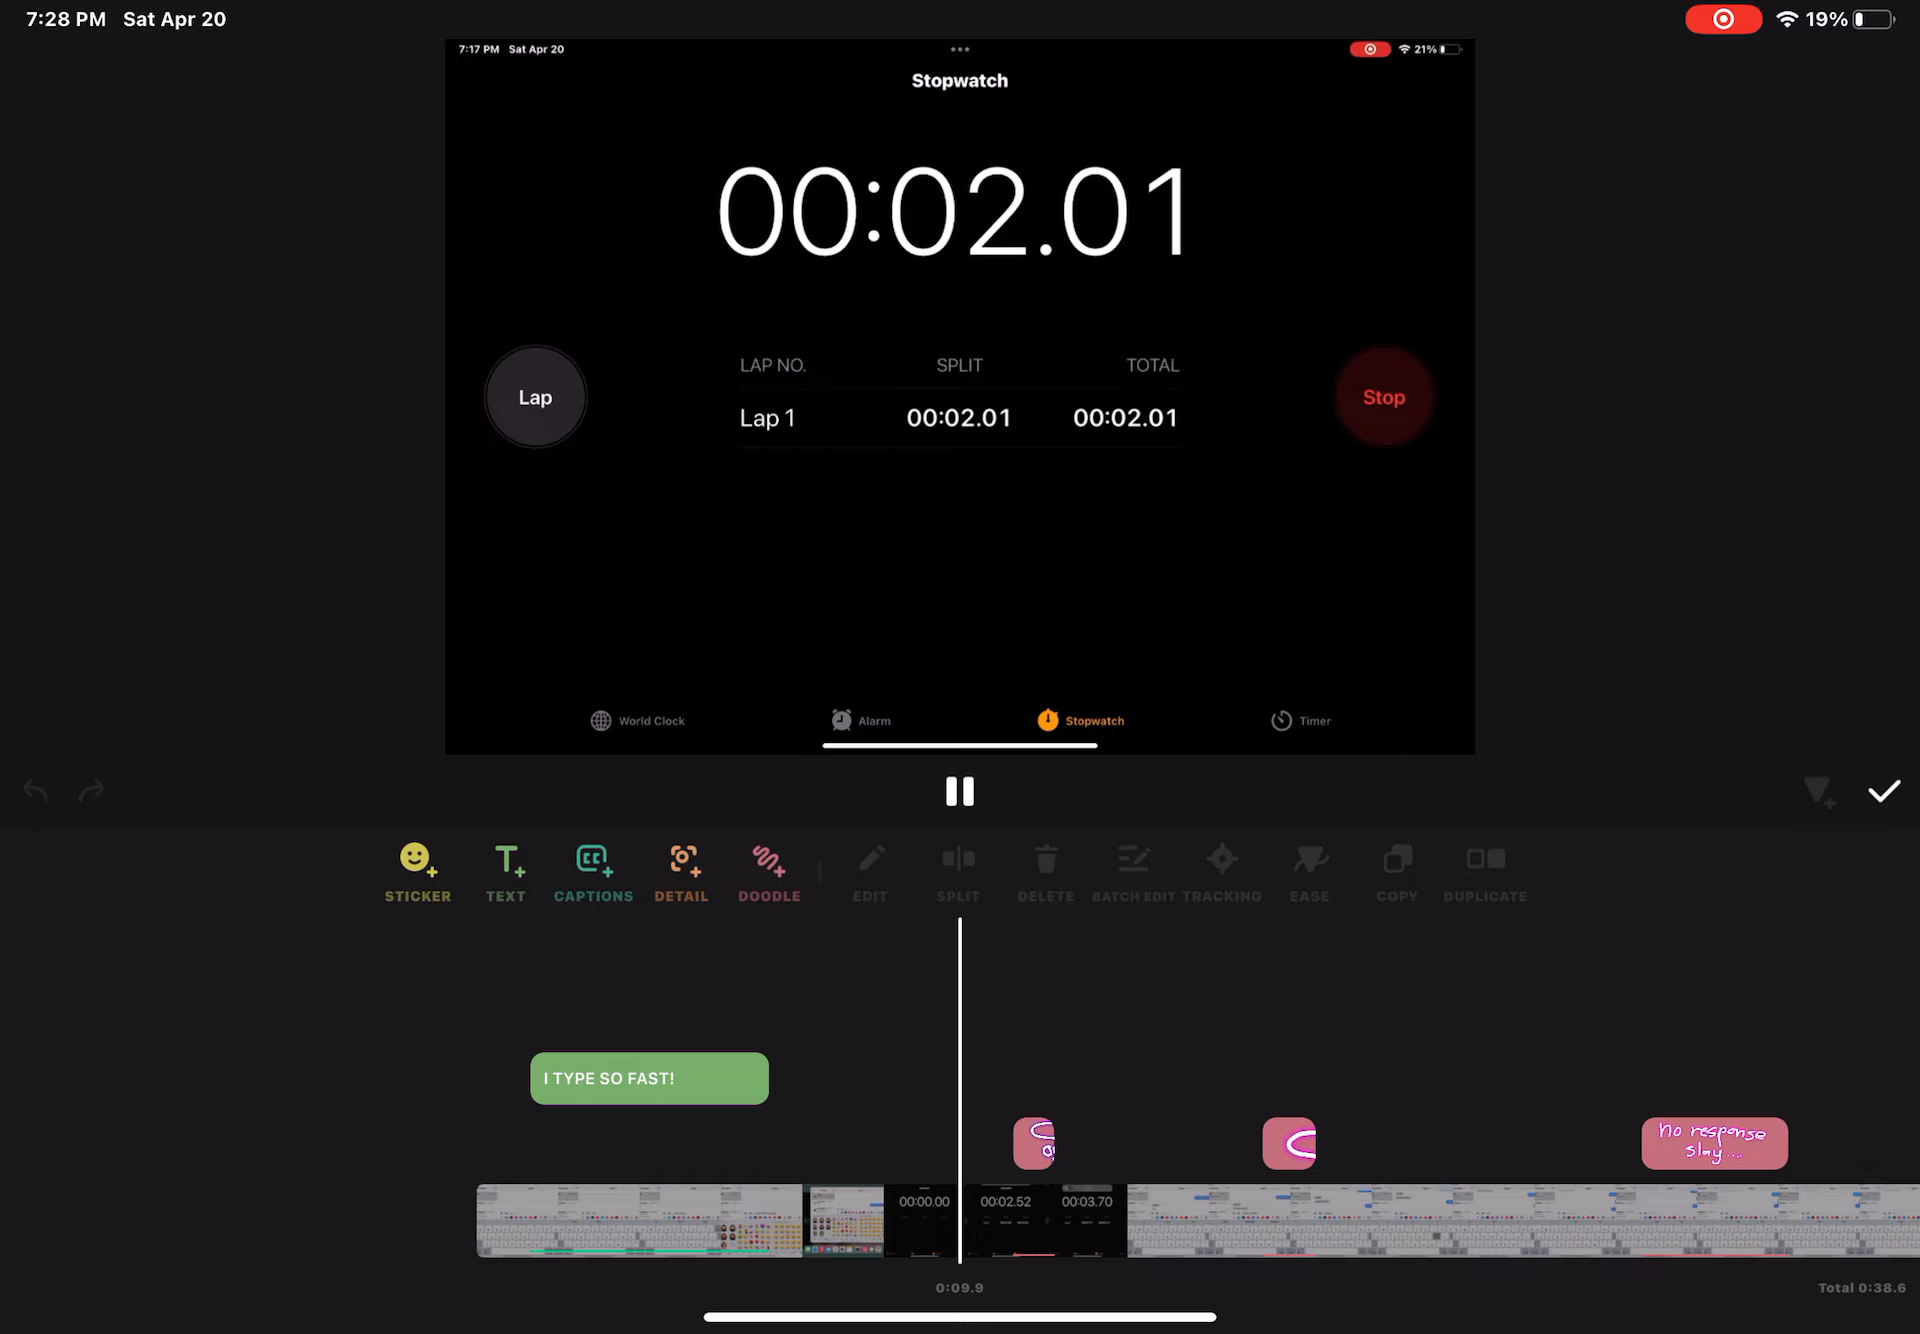 7:28 PM Sat Apr 20
19%
7:17 PM Sat Apr 20
21%
Stopwatch
00:02.01
LAP NO. SPLIT TOTAL
Lap
Lap 1 00:02.01 00:02.01
Stop
World Clock Alarm Stopwatch Timer
STICKER TEXT CAPTIONS DETAIL DOODLE EDIT SPLIT DELETE BATCH EDIT TRACKING EASE COPY DUPLICATE
I TYPE SO FAST!
no response
slay...
00:00.00 00:02.52 00:03.70
0:09.9 Total 0:38.6